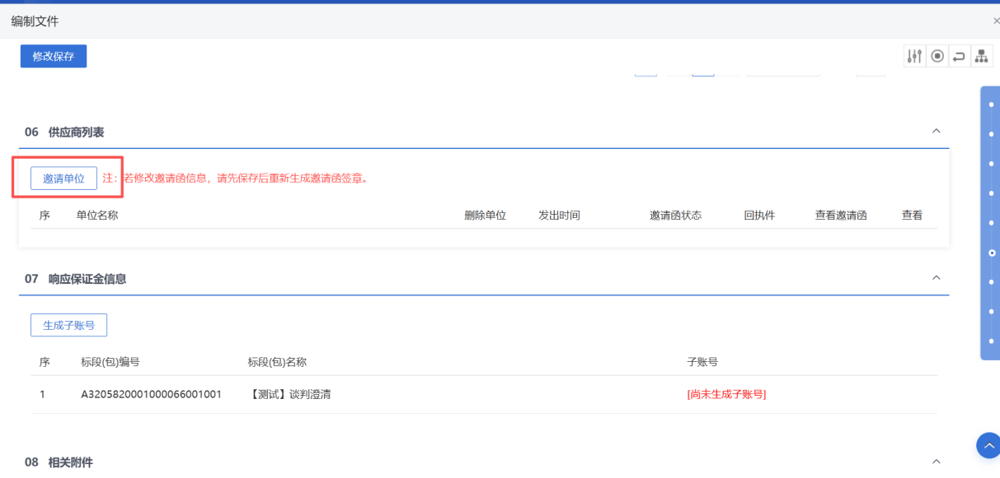 编制文件
修改保存
06 供应商列表
邀请单位 注：若修改邀请函信息，请先保存后重新生成邀请函签章。
序 单位名称 删除单位 发出时间 邀请函状态 回执件 查看邀请函 查看
07 响应保证金信息
生成子账号
序 标段(包)编号 标段(包)名称 子账号
1 A3205820001000066001001 【测试】谈判澄清 [尚未生成子账号]
08 相关附件